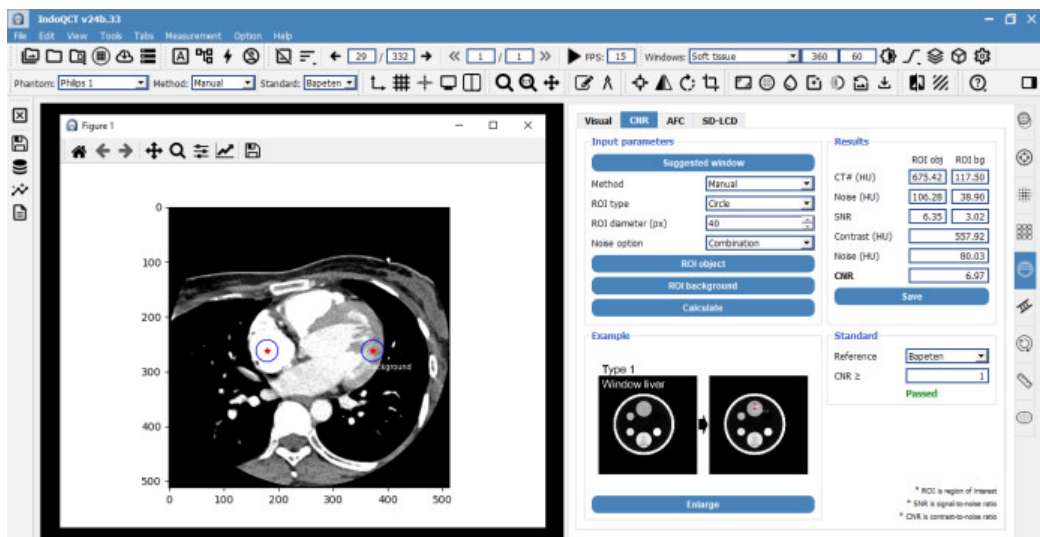 IndoQCT v24b.33
File Edit View Tools Tabs Measurement Option Help
29 / 332 1 / 1 FPS: 15 Windows: Soft tissue 360 60
Phantom: Philips 1 Method: Manual Standard: Bapeten
Figure 1
0
100
200
300
400
500
0 100 200 300 400 500
background
Visual CNR AFC SD-LCD
Input parameters
Suggested window
Method Manual
ROI type Circle
ROI diameter (px) 40
Noise option Combination
ROI object
ROI background
Calculate
Results
ROI obj ROI bg
CT# (HU) 675.42 117.50
Noise (HU) 106.28 38.90
SNR 6.35 3.02
Contrast (HU) 557.92
Noise (HU) 80.03
CNR 6.97
Save
Example
Type 1
Window liver
Enlarge
Standard
Reference Bapeten
CNR ≥ 1
Passed
* ROI is region of interest
* SNR is signal-to-noise ratio
* CNR is contrast-to-noise ratio